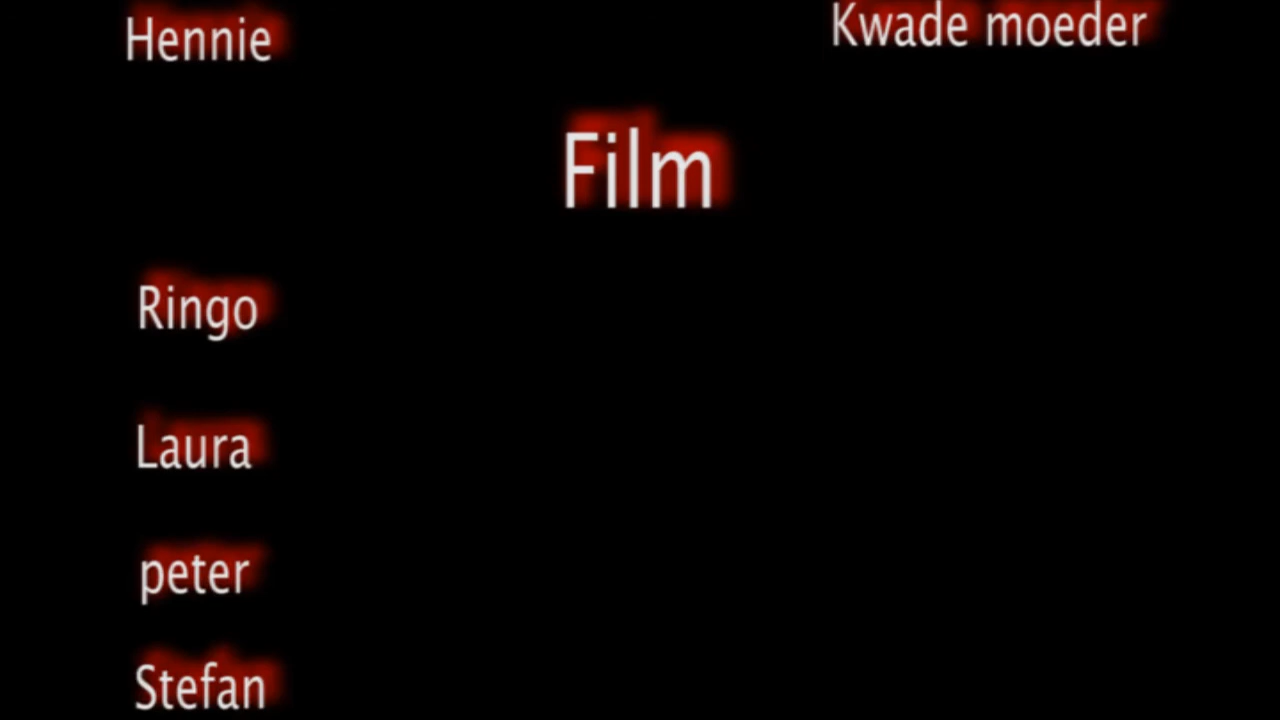 Hennie Kwade moeder
Film
Ringo
Laura
peter
Stefan